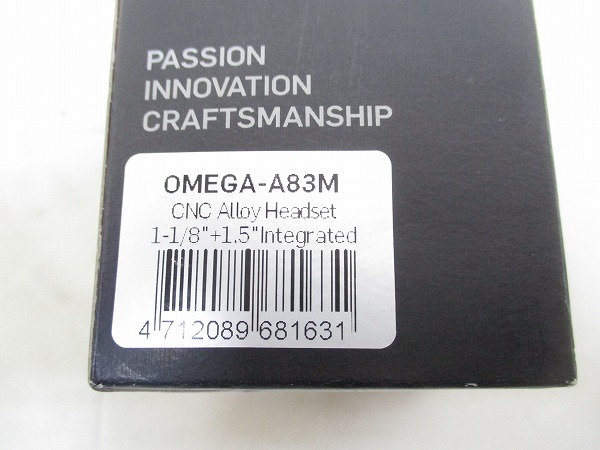 PASSION
INNOVATION
CRAFTSMANSHIP
OMEGA-A83M
CNC Alloy Headset
1-1/8"+1.5"Integrated
4 712089 681631